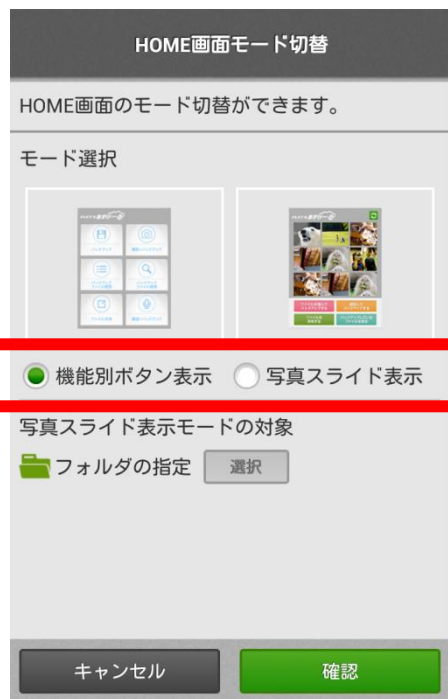 HOME画面モード切替
HOME画面のモード切替ができます。
モード選択
機能別ボタン表示 写真スライド表示
写真スライド表示モードの対象
フォルダの指定 選択
キャンセル 確認